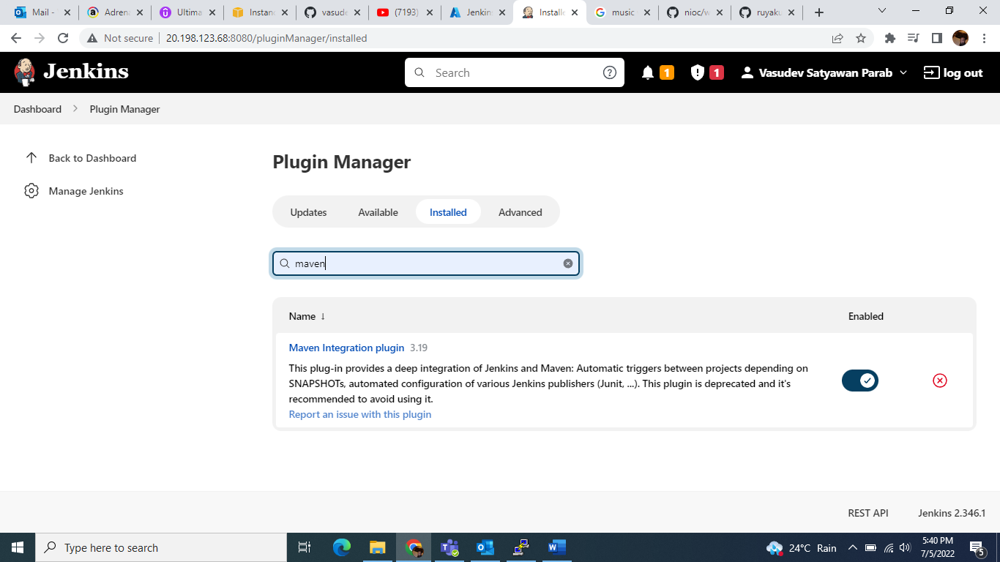 Mail -
Adrena
Ultima
Instanc
vasude
(7193)
Jenkins
Installe
music
nioc/w
ruyaku
Not secure
20.198.123.68:8080/pluginManager/installed
Jenkins
Search
1
1
Vasudev Satyawan Parab
log out
Dashboard
Plugin Manager
Back to Dashboard
Manage Jenkins
Plugin Manager
Updates
Available
Installed
Advanced
maven
Name ↓
Enabled
Maven Integration plugin 3.19
This plug-in provides a deep integration of Jenkins and Maven: Automatic triggers between projects depending on
SNAPSHOTs, automated configuration of various Jenkins publishers (Junit, ...). This plugin is deprecated and it's
recommended to avoid using it.
Report an issue with this plugin
REST API
Jenkins 2.346.1
Type here to search
24°C Rain
5:40 PM
7/5/2022
5